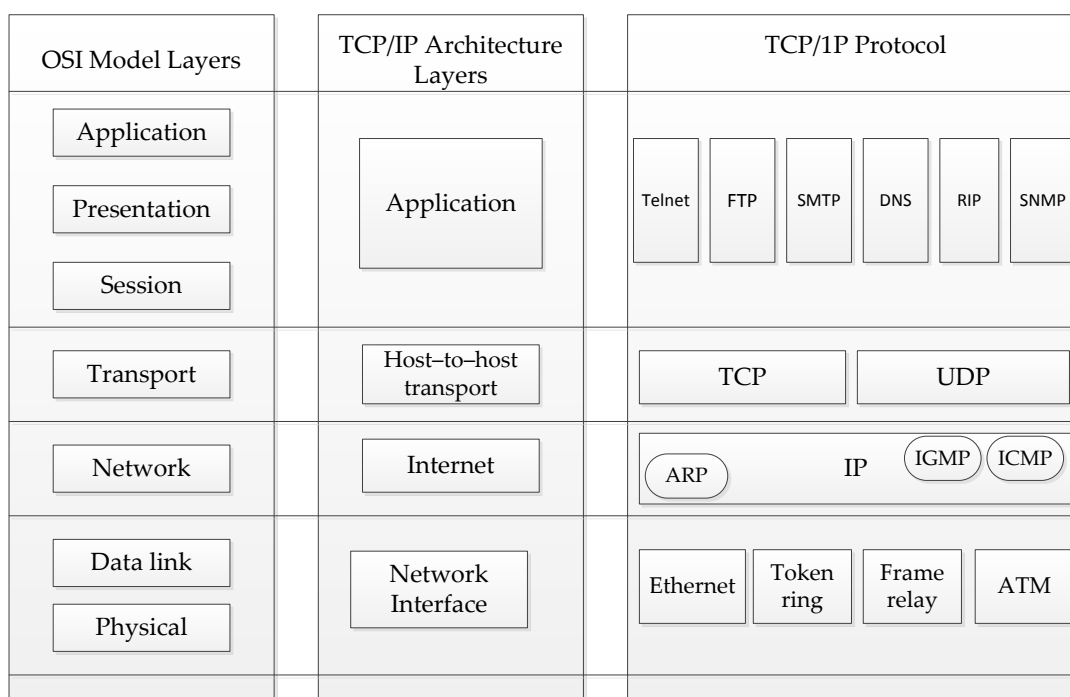 OSI Model Layers
TCP/IP Architecture
Layers
TCP/1P Protocol
Application
Presentation
Session
Application
Telnet
FTP
SMTP
DNS
RIP
SNMP
Transport
Host–to–host
transport
TCP
UDP
Network
Internet
ARP
IP
IGMP
ICMP
Data link
Physical
Network
Interface
Ethernet
Token
ring
Frame
relay
ATM